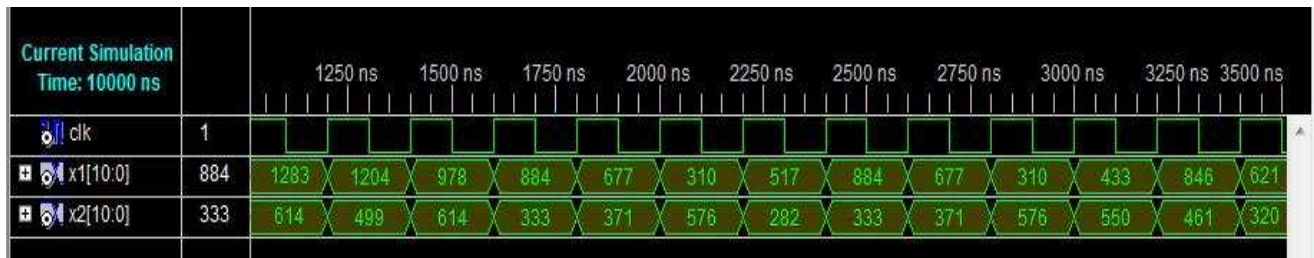 Current Simulation
Time: 10000 ns
1250 ns 1500 ns 1750 ns 2000 ns 2250 ns 2500 ns 2750 ns 3000 ns 3250 ns 3500 ns
clk 1
x1[10:0] 884 1283 1204 978 884 677 310 517 884 677 310 433 846 621
x2[10:0] 333 614 499 614 333 371 576 282 333 371 576 550 461 320